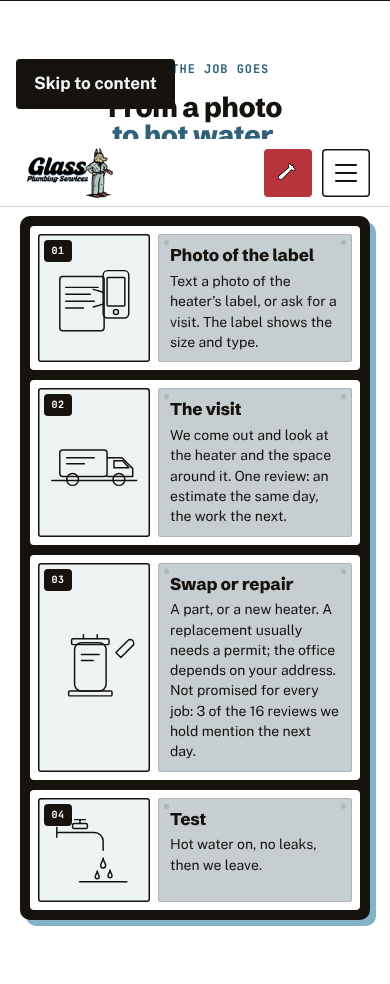 THE JOB GOES
Skip to content
From a photo
to hot water
Glass
Plumbing Services
01
Photo of the label
Text a photo of the
heater's label, or ask for a
visit. The label shows the
size and type.
02
The visit
We come out and look at
the heater and the space
around it. One review: an
estimate the same day,
the work the next.
03
Swap or repair
A part, or a new heater. A
replacement usually
needs a permit; the office
depends on your address.
Not promised for every
job: 3 of the 16 reviews we
hold mention the next
day.
04
Test
Hot water on, no leaks,
then we leave.